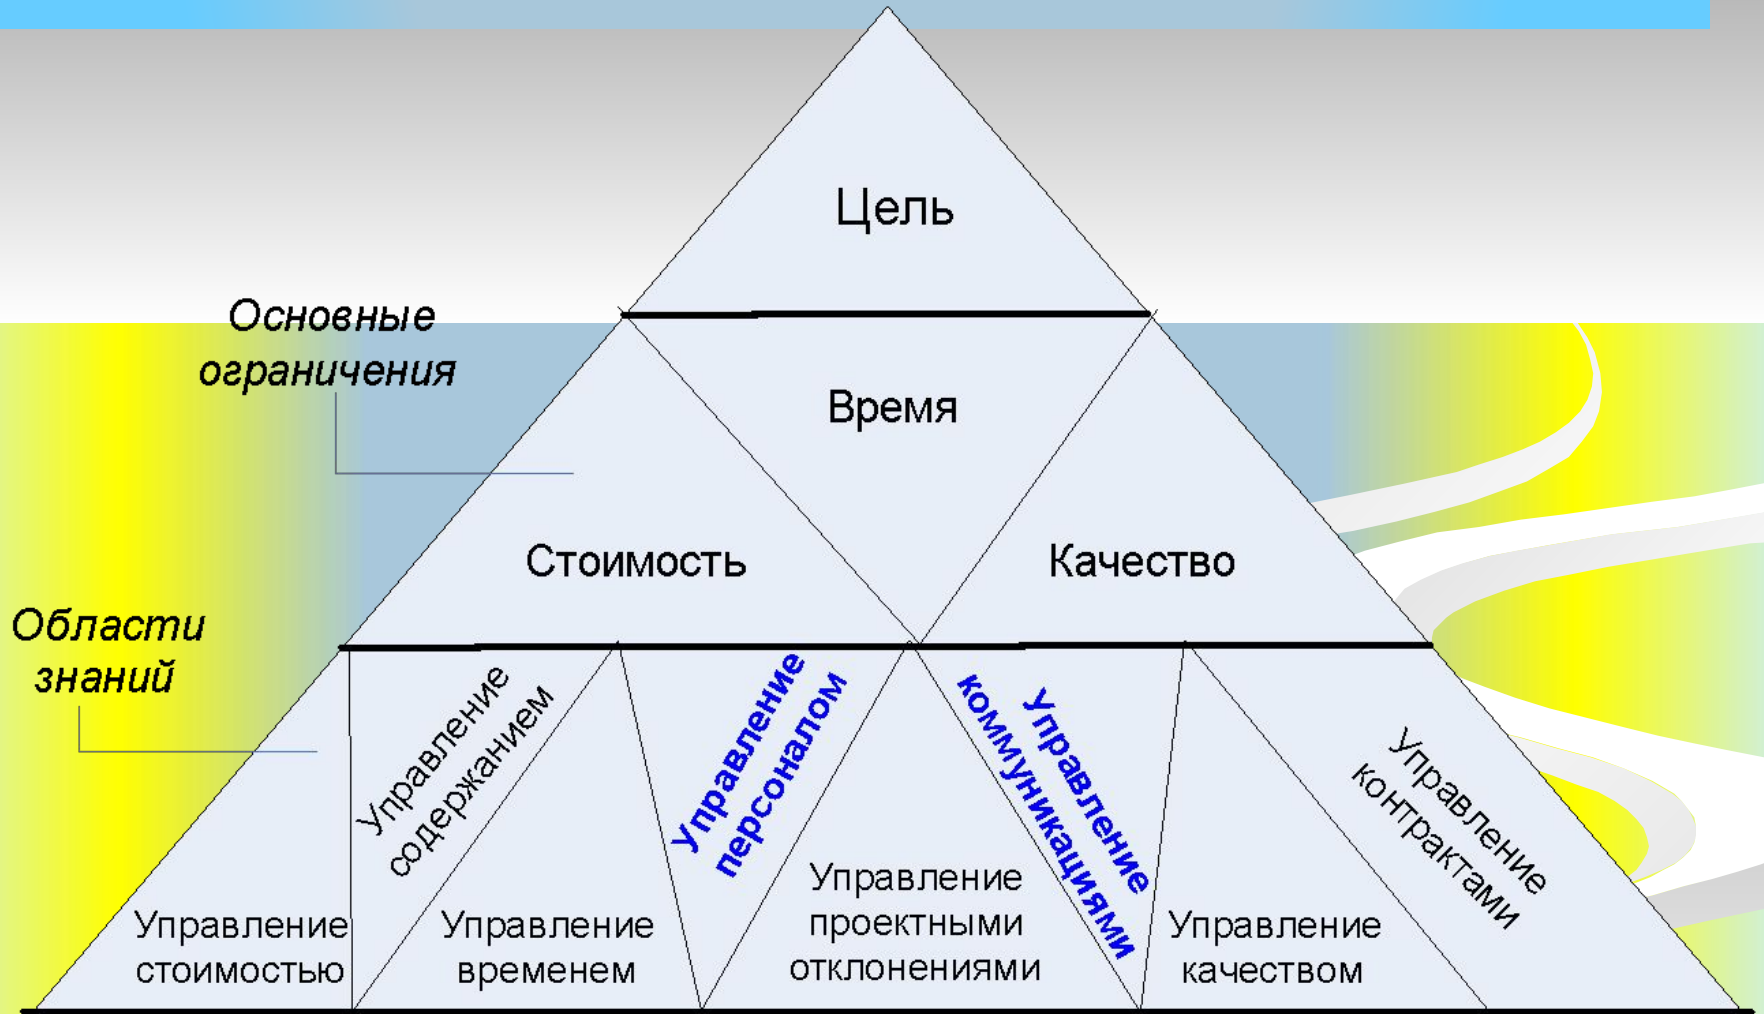 Цель
Основные
ограничения
Время
Стоимость
Качество
Области
знаний
Управление
стоимостью
Управление
содержанием
Управление
временем
Управление
персоналом
Управление
проектными
отклонениями
Управление
коммуникациями
Управление
качеством
Управление
контрактами